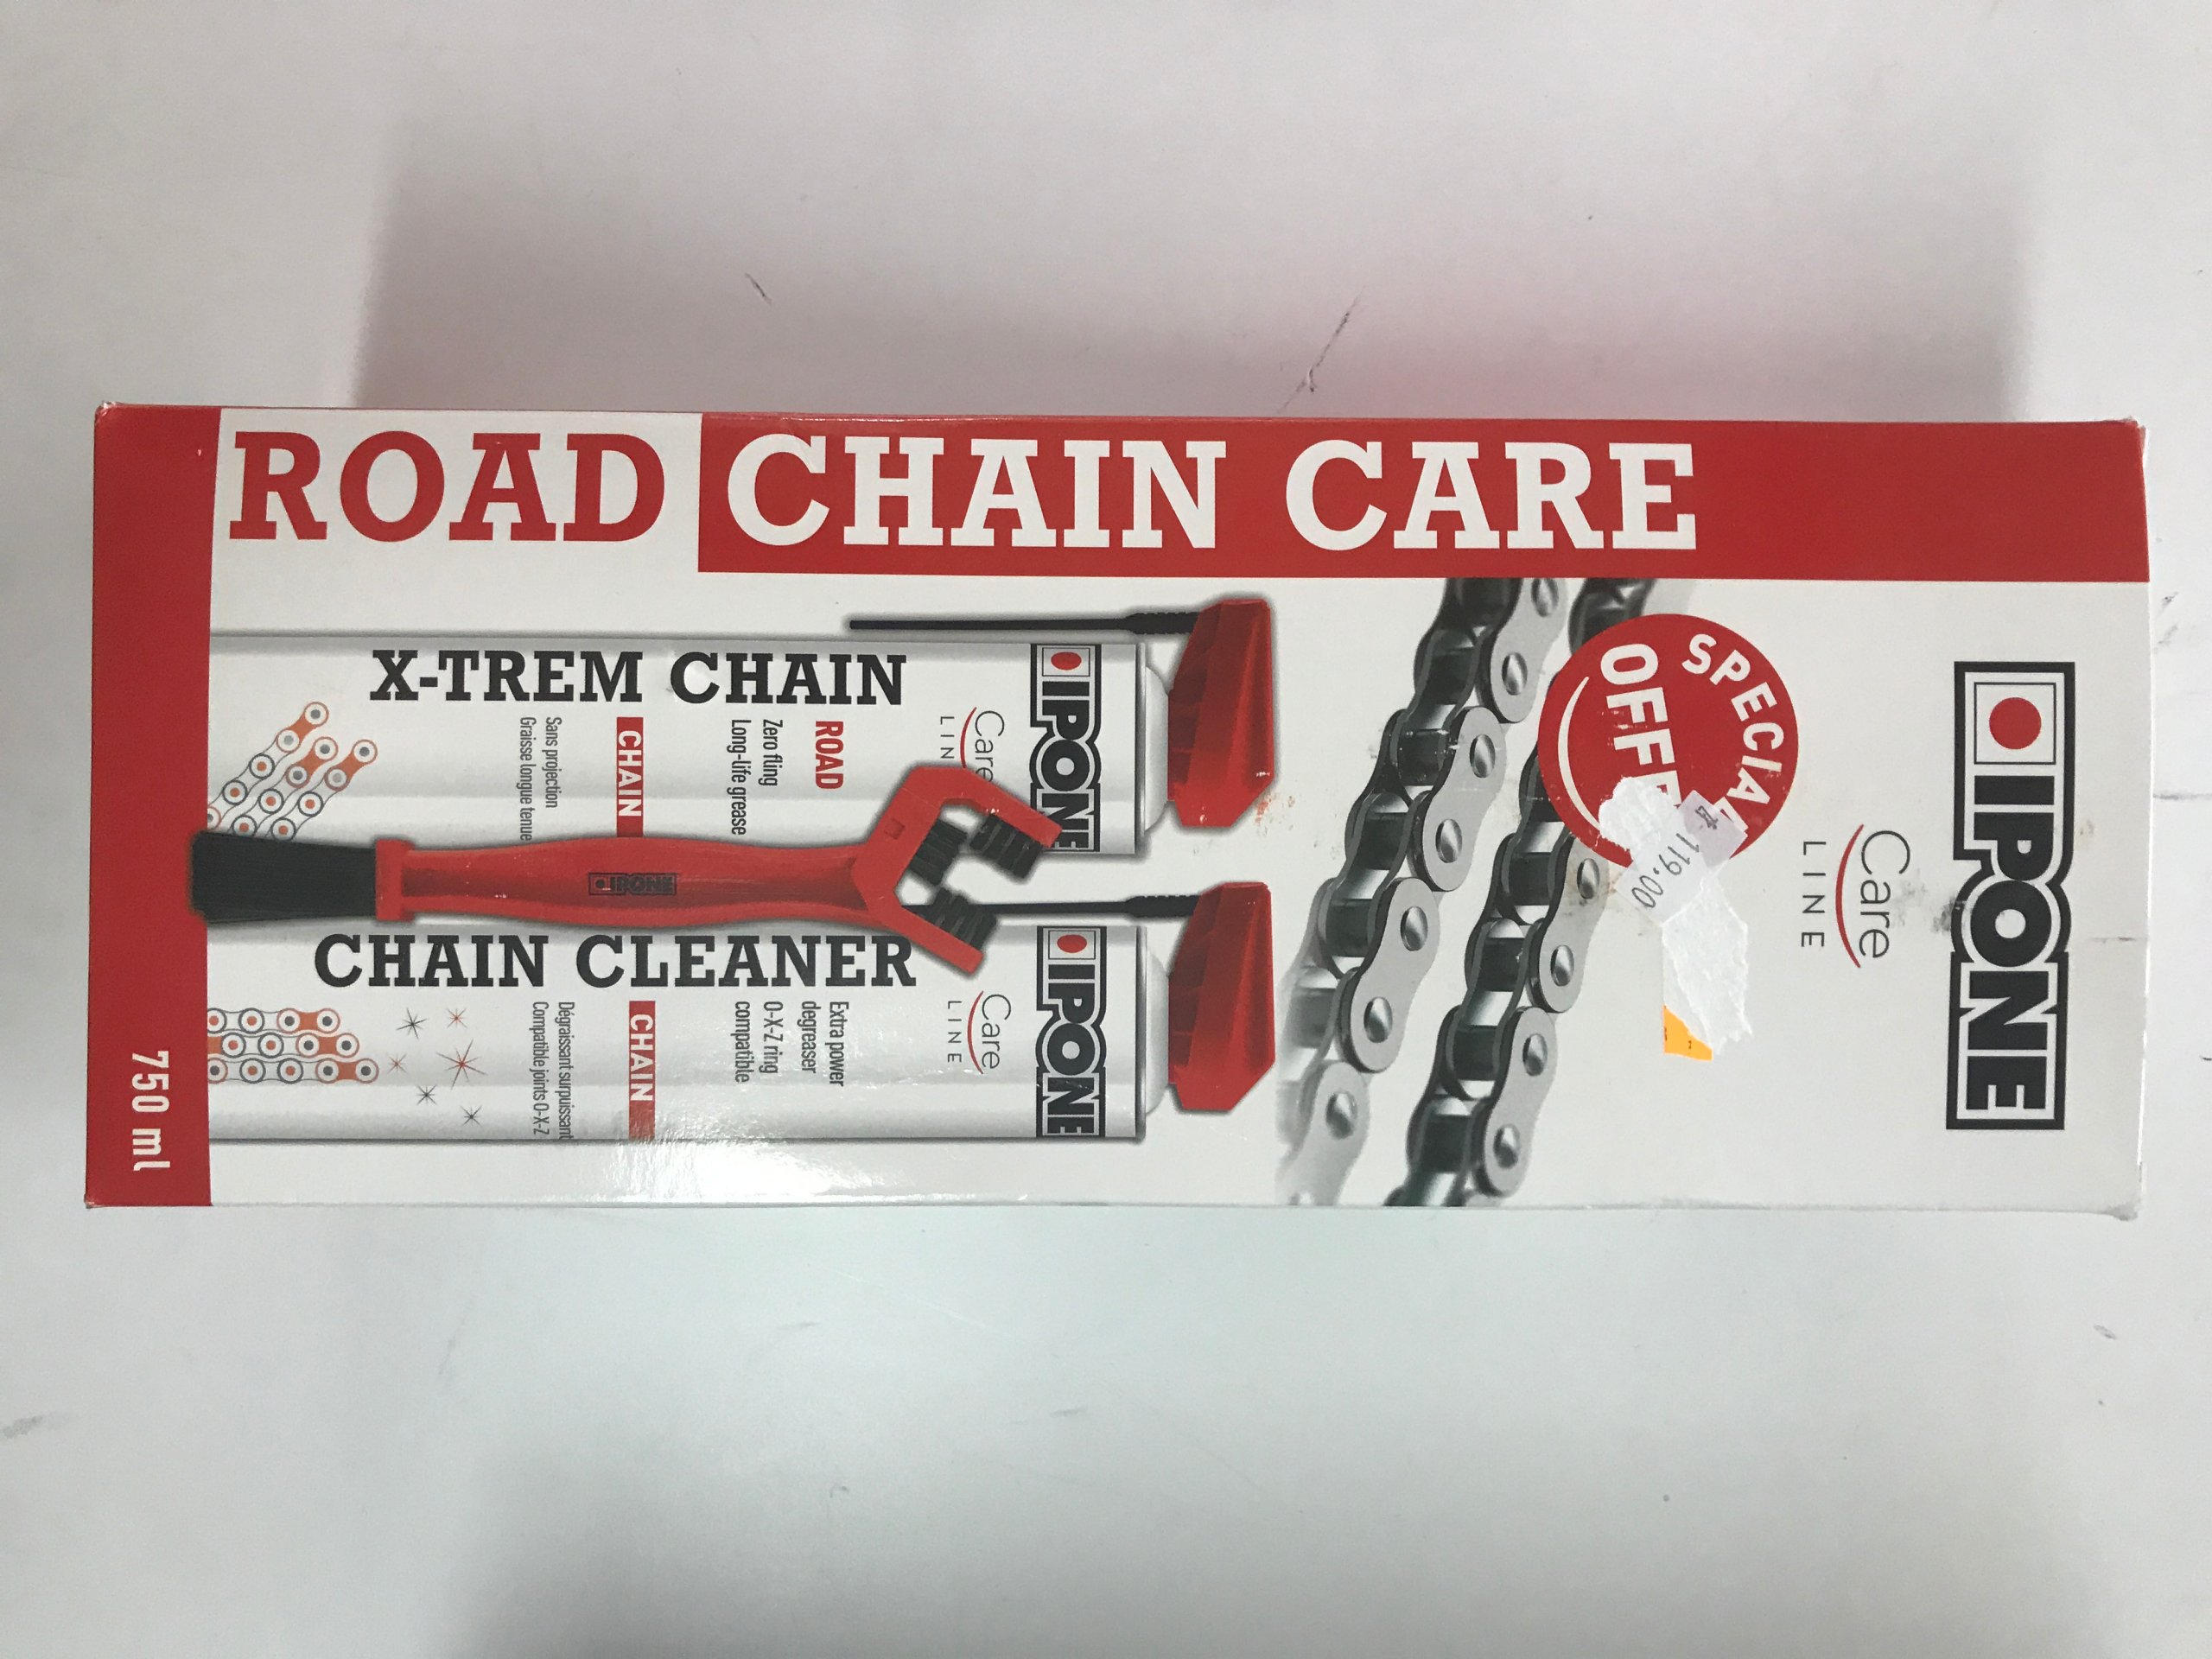 ROAD CHAIN CARE
IPONE
Care
LINE
SPECIAL
OFFE
119.00
IPONE
Care
LIN
X-TREM CHAIN
ROAD
Zero fling
Long-life grease
CHAIN
Sans projection
Graisse longue tenue
IPONE
IPONE
Care
LINE
CHAIN CLEANER
Extra power
degreaser
O-X-Z ring
compatible
CHAIN
Dégraissant surpuissant
Compatible joints O-X-Z
750 ml